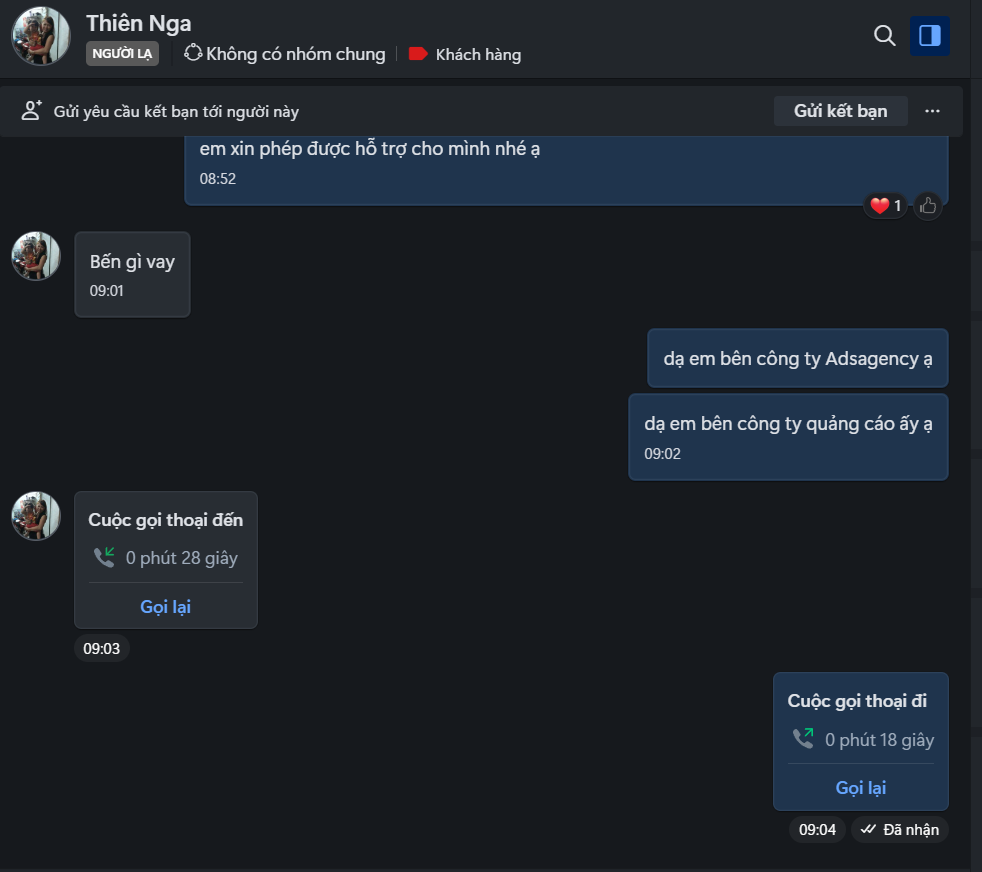 Thiên Nga
NGƯỜI LẠ
Không có nhóm chung
Khách hàng
Gửi yêu cầu kết bạn tới người này
Gửi kết bạn
em xin phép được hỗ trợ cho mình nhé ạ
08:52
1
Bến gì vay
09:01
dạ em bên công ty Adsagency ạ
dạ em bên công ty quảng cáo ấy ạ
09:02
Cuộc gọi thoại đến
0 phút 28 giây
Gọi lại
09:03
Cuộc gọi thoại đi
0 phút 18 giây
Gọi lại
09:04
Đã nhận